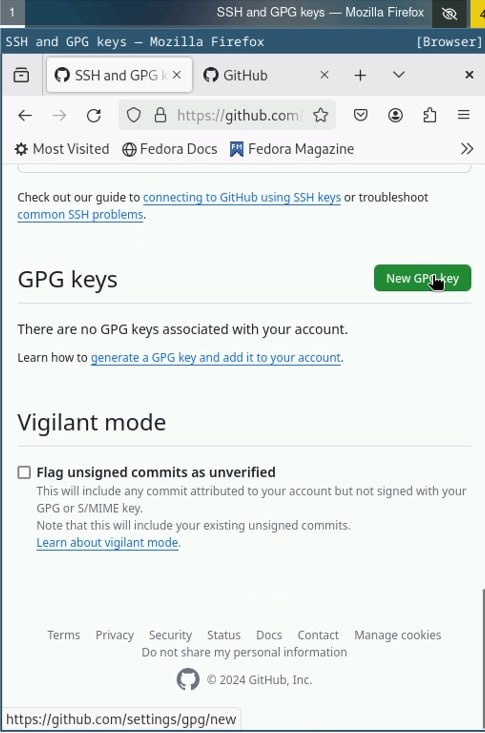 1
SSH and GPG keys — Mozilla Firefox
4
SSH and GPG keys — Mozilla Firefox [Browser]
SSH and GPG k
GitHub
https://github.com/
Most Visited
Fedora Docs
FM
Fedora Magazine
Check out our guide to connecting to GitHub using SSH keys or troubleshoot
common SSH problems.
GPG keys
New GPG key
There are no GPG keys associated with your account.
Learn how to generate a GPG key and add it to your account.
Vigilant mode
Flag unsigned commits as unverified
This will include any commit attributed to your account but not signed with your
GPG or S/MIME key.
Note that this will include your existing unsigned commits.
Learn about vigilant mode.
Terms Privacy Security Status Docs Contact Manage cookies
Do not share my personal information
© 2024 GitHub, Inc.
https://github.com/settings/gpg/new